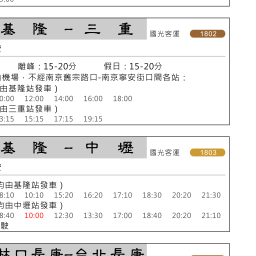 基隆－三重 國光客運 1802
離峰：15-20分 假日：15-20分
機場，不經南京舊宗路口-南京寧安街口間各站；
由基隆站發車）
0:00 12:00 14:00 16:00 18:00
由三重站發車）
3:15 15:15 17:15 19:15
基隆－中壢 國光客運 1803
均由基隆站發車）
8:10 10:10 15:20 16:20 17:10 18:30 20:20 21:30
均由中壢站發車）
8:40 10:00 12:30 13:30 17:00 18:40 20:20 21:10
駛
林口長庚－台北長庚